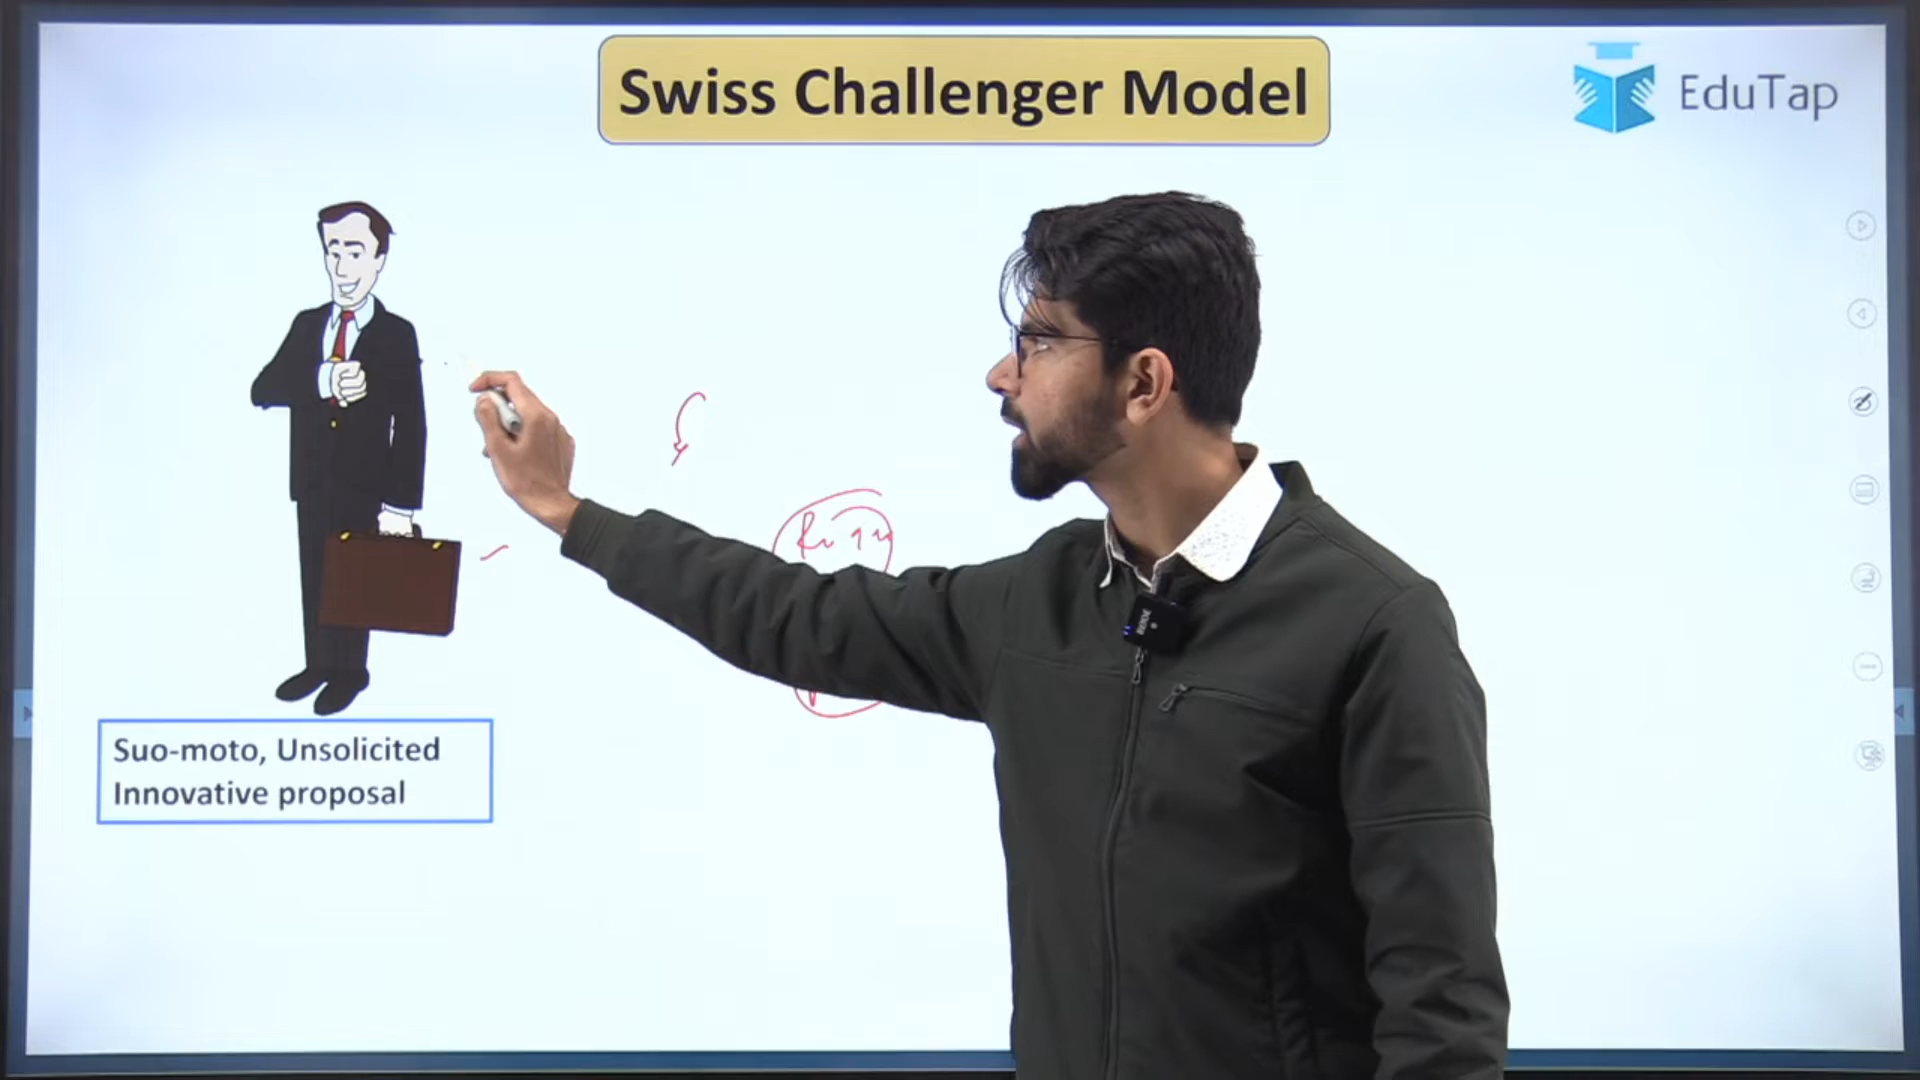 Swiss Challenger Model
EduTap
Suo-moto, Unsolicited
Innovative proposal